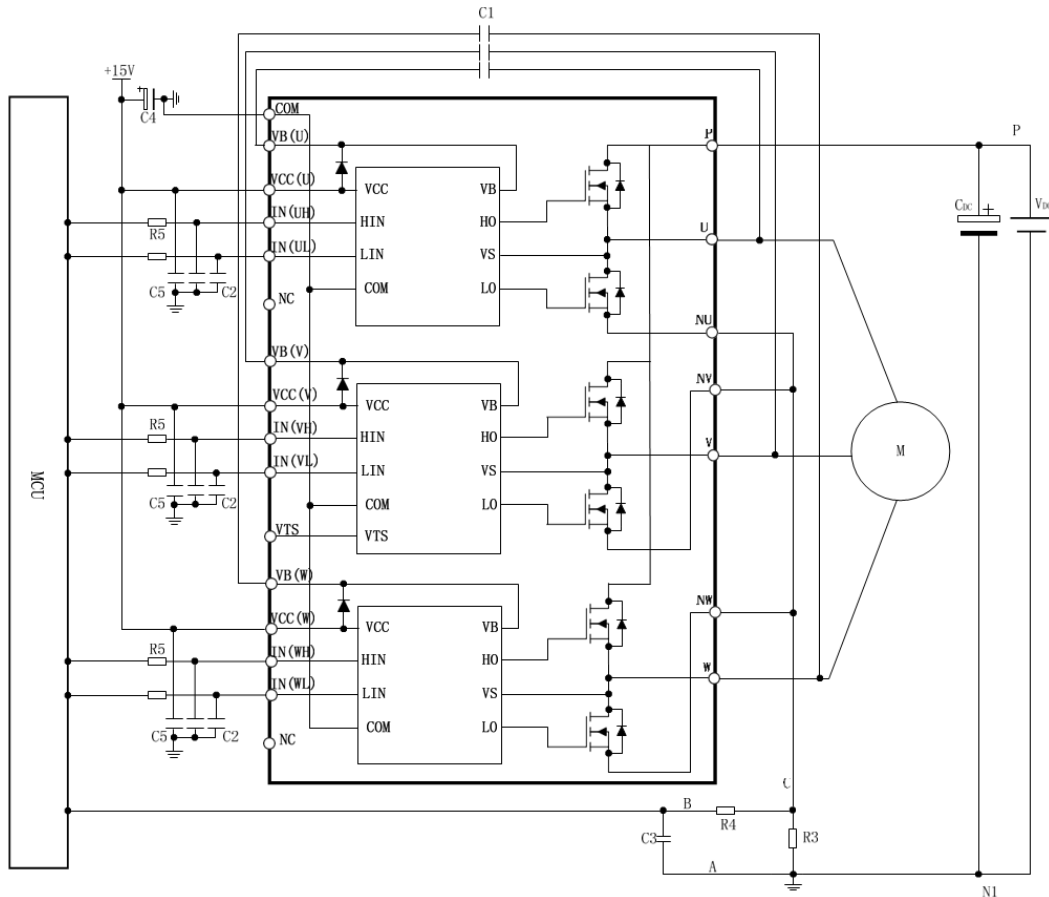 C1
+15V
+
C4
COM
VB(U)
P
P
VCC(U)
VCC
VB
CDC
+
VDC
IN(UH)
HIN
HO
R5
U
IN(UL)
LIN
VS
C5
C2
COM
LO
NC
NU
VB(V)
NV
VCC(V)
VCC
VB
R5
IN(VH)
HIN
HO
V
M
IN(VL)
LIN
VS
MCU
C5
C2
COM
LO
VTS
VTS
VB(W)
NW
VCC(W)
VCC
VB
R5
IN(WH)
HIN
HO
W
IN(WL)
LIN
VS
C5
C2
COM
LO
NC
C
B
R4
C3
R3
A
N1